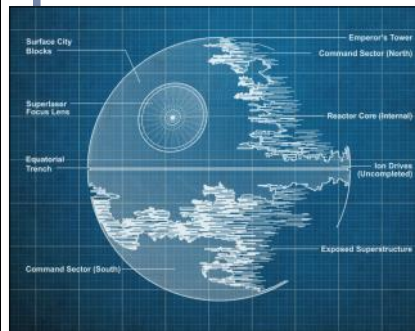 Surface City
Blocks
Superlaser
Focus Lens
Equatorial
Trench
Command Sector (South)
Emperor's Tower
Command Sector (North)
Reactor Core (Internal)
Ion Drives
(Uncompleted)
Exposed Superstructure